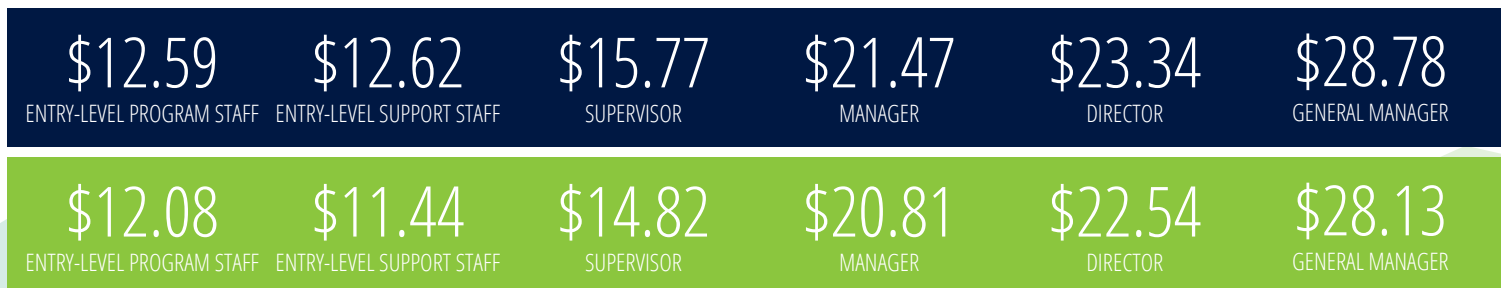 $12.59 $12.62 $15.77 $21.47 $23.34 $28.78
ENTRY-LEVEL PROGRAM STAFF ENTRY-LEVEL SUPPORT STAFF SUPERVISOR MANAGER DIRECTOR GENERAL MANAGER
$12.08 $11.44 $14.82 $20.81 $22.54 $28.13
ENTRY-LEVEL PROGRAM STAFF ENTRY-LEVEL SUPPORT STAFF SUPERVISOR MANAGER DIRECTOR GENERAL MANAGER